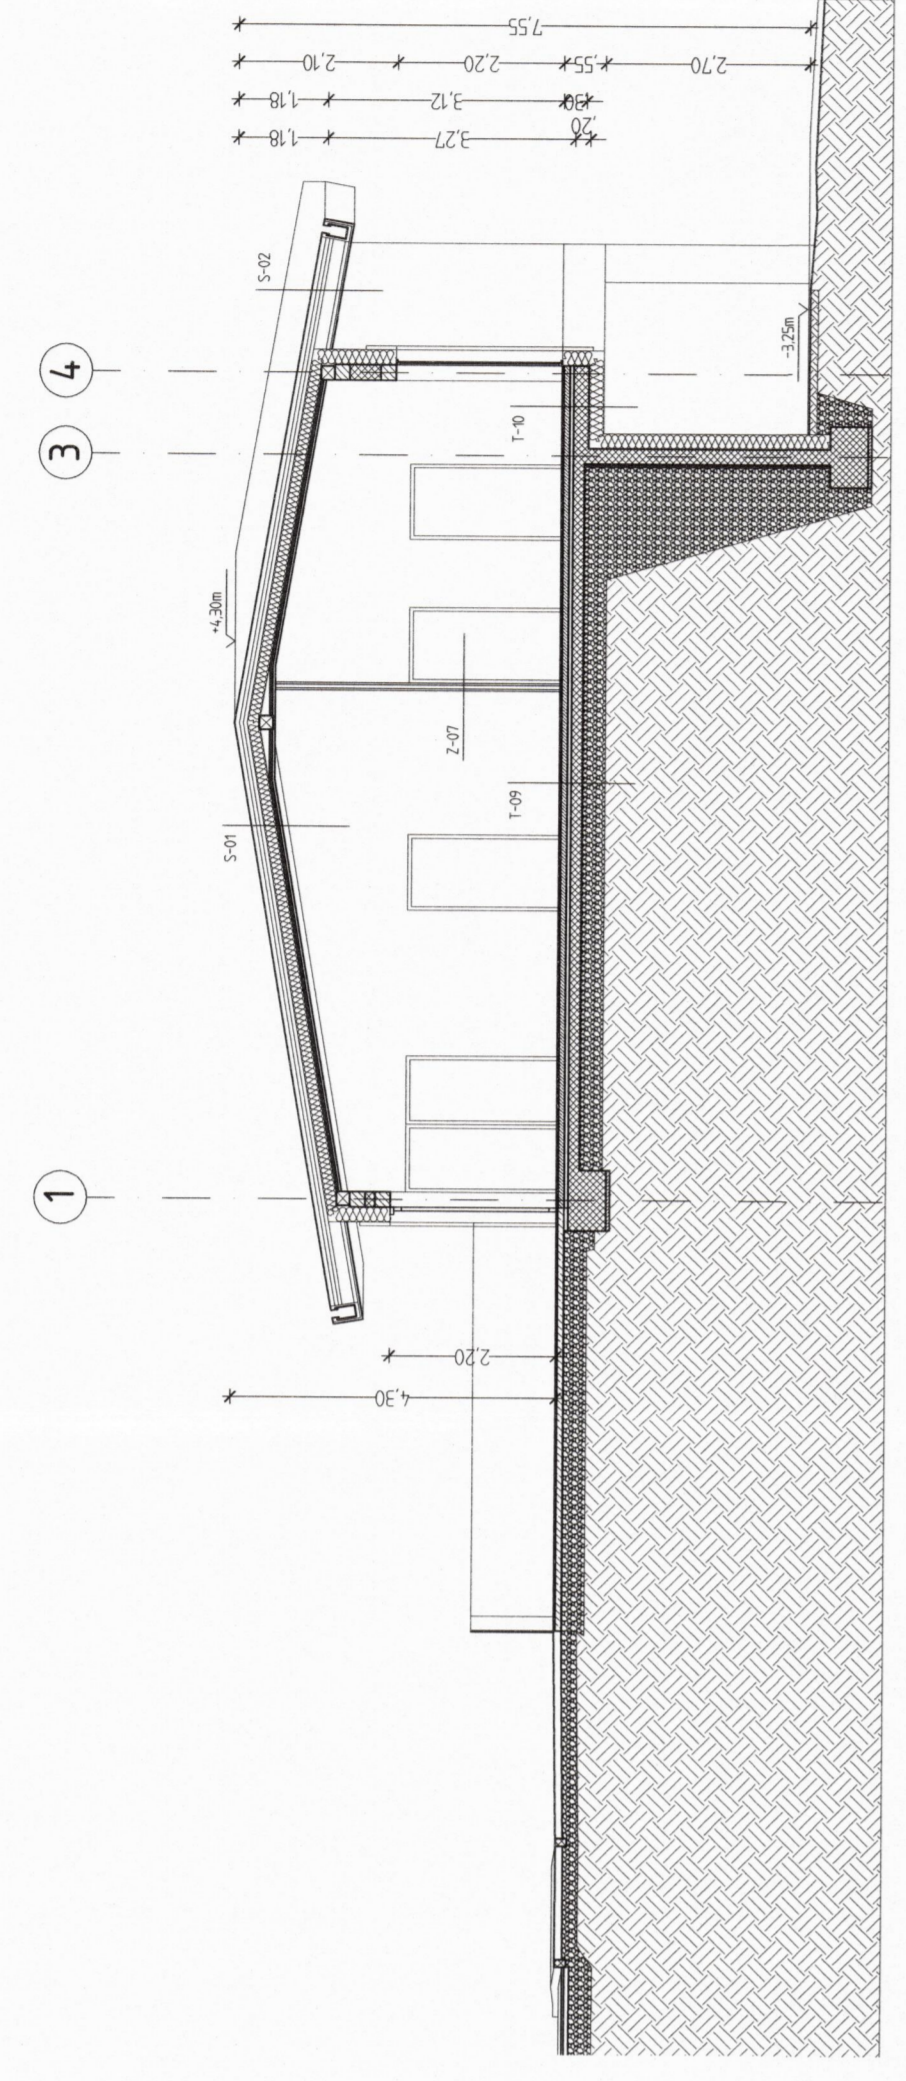 7,55
2,10 2,20 ,55 2,70
1,18 3,12 ,30
1,18 3,27 ,20
S-02
4
-3.25m
T-10
3
+4.30m
Z-07
T-09
S-01
1
2,20
4,30